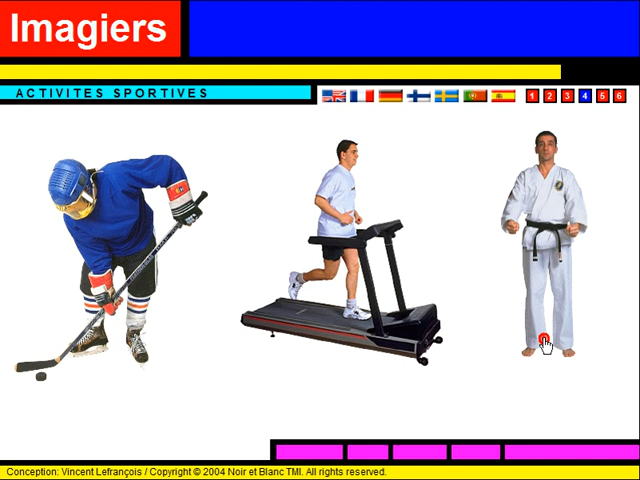 Imagiers
ACTIVITES SPORTIVES
1 2 3 4 5 6
Conception: Vincent Lefrançois / Copyright © 2004 Noir et Blanc TMI. All rights reserved.